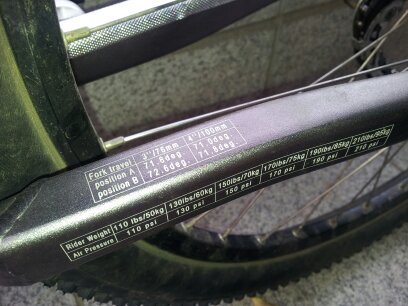 Fork travel 3"/75mm 4"/100mm
position A 71.6deg 71.0deg
position B 72.6deg 71.5deg
Rider Weight 110 lbs/50kg 130lbs/60kg 150lbs/70kg 170lbs/75kg 190lbs/85kg 210lbs/95kg
Air Pressure 110 psi 130 psi 150 psi 170 psi 190 psi 210 psi